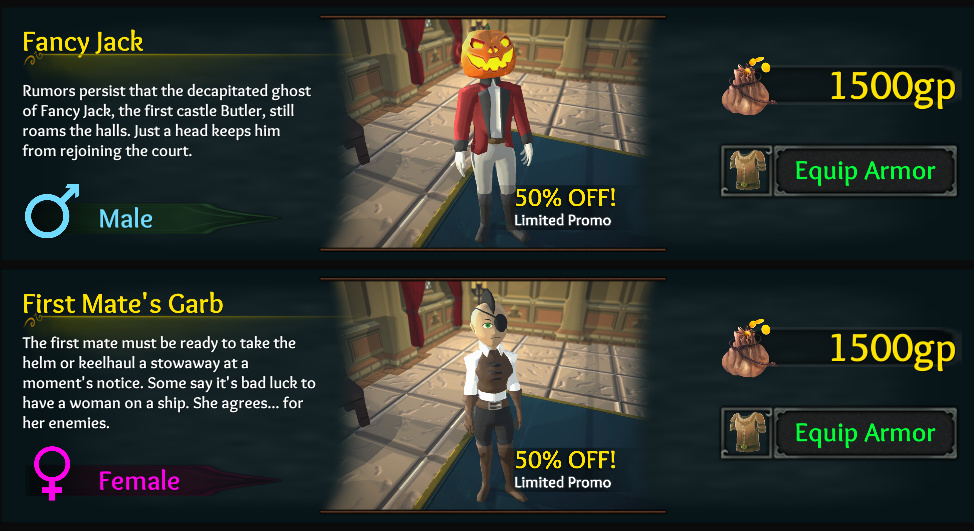 Fancy Jack
Rumors persist that the decapitated ghost
of Fancy Jack, the first castle Butler, still
roams the halls. Just a head keeps him
from rejoining the court.
Male
50% OFF!
Limited Promo
1500gp
Equip Armor
First Mate's Garb
The first mate must be ready to take the
helm or keelhaul a stowaway at a
moment's notice. Some say it's bad luck to
have a woman on a ship. She agrees... for
her enemies.
Female
50% OFF!
Limited Promo
1500gp
Equip Armor